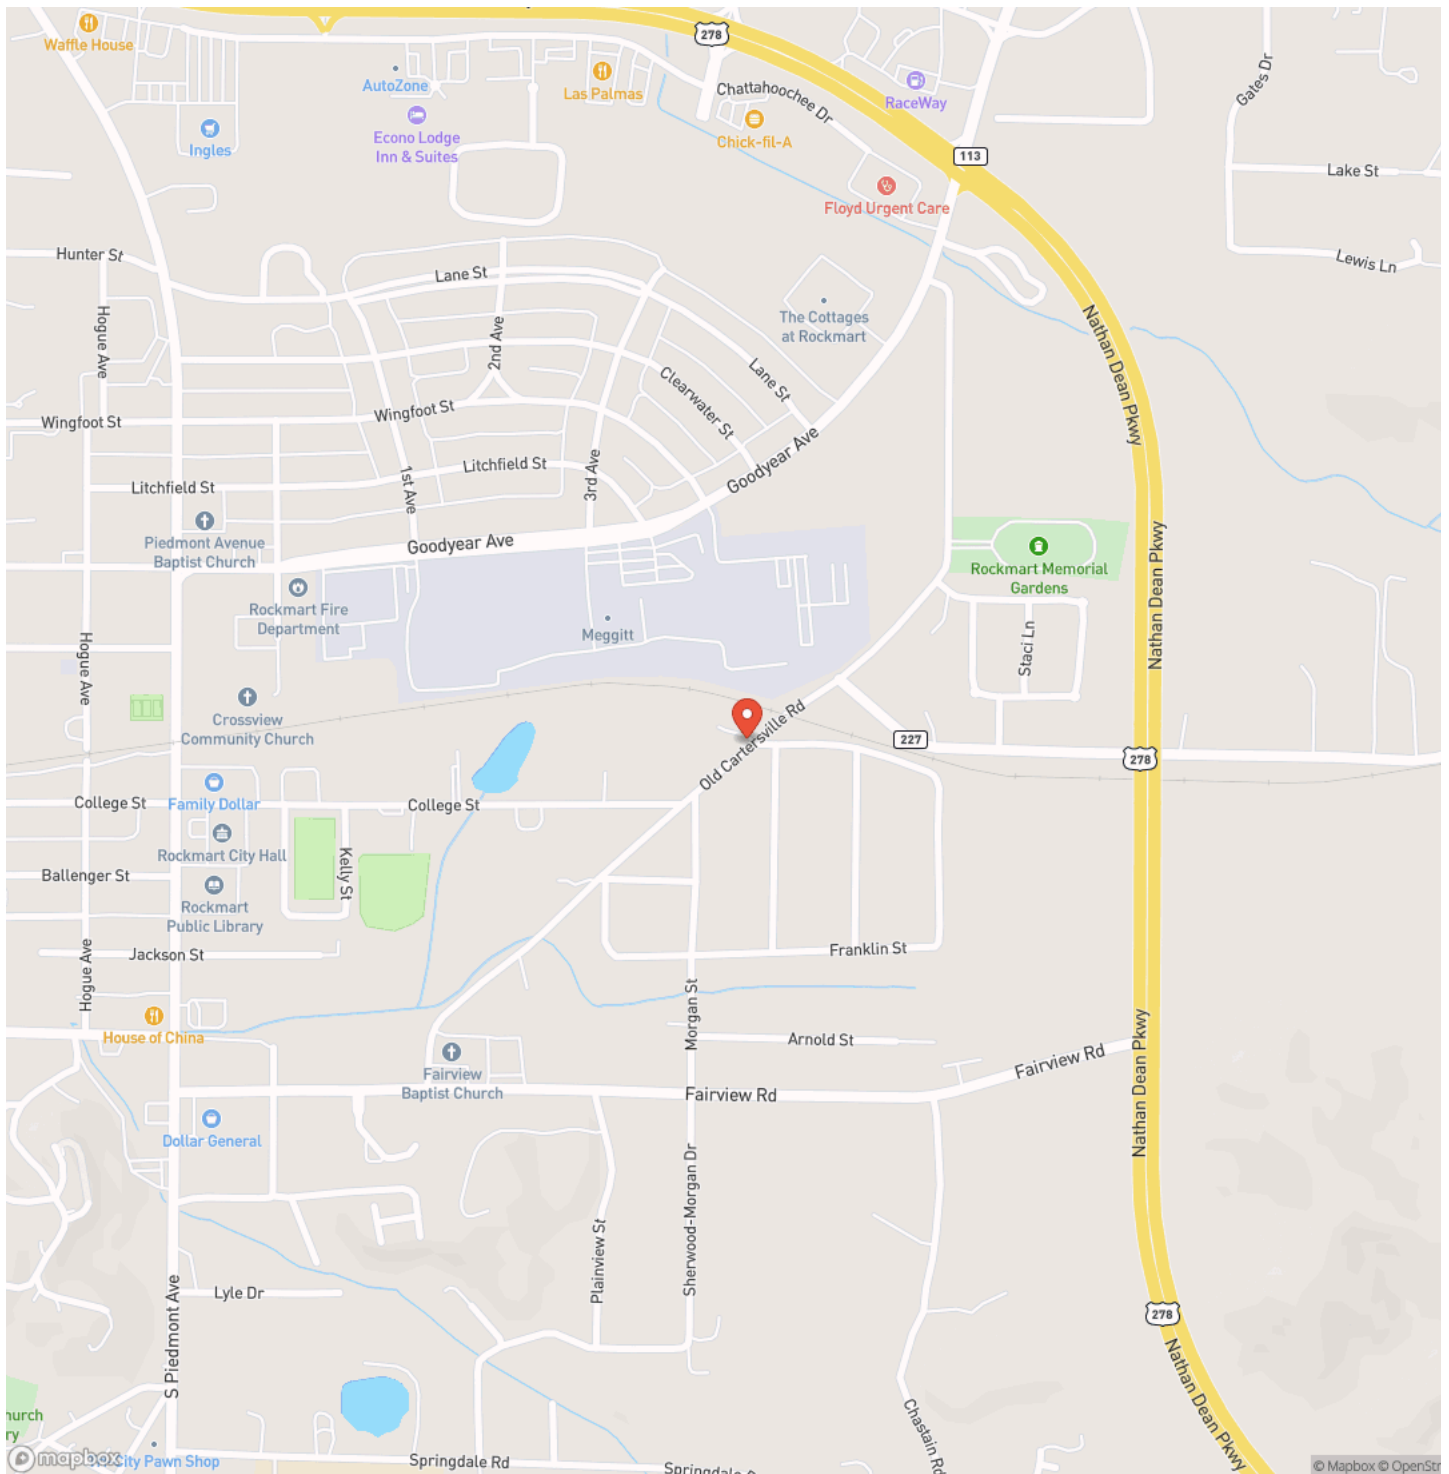 278
Waffle House
AutoZone
Las Palmas
RaceWay
Gates Dr
Chattahoochee Dr
Econo Lodge
Inn & Suites
Chick-fil-A
Ingles
113
Lake St
Floyd Urgent Care
Hunter St
Lane St
Lewis Ln
Hogue Ave
The Cottages
at Rockmart
2nd Ave
Nathan Dean Pkwy
Lane St
Clearwater St
Wingfoot St
Wingfoot St
Goodyear Ave
Litchfield St
1st Ave
3rd Ave
Litchfield St
Piedmont Avenue
Baptist Church
Goodyear Ave
Nathan Dean Pkwy
Rockmart Memorial
Gardens
Rockmart Fire
Department
Meggitt
Staci Ln
Hogue Ave
Crossview
Community Church
Old Cartersville Rd
227
278
College St
Family Dollar
College St
Rockmart City Hall
Kelly St
Ballenger St
Rockmart
Public Library
Franklin St
Jackson St
Hogue Ave
Morgan St
House of China
Arnold St
Fairview Rd
Nathan Dean Pkwy
Fairview
Baptist Church
Fairview Rd
Dollar General
Sherwood-Morgan Dr
Plainview St
Lyle Dr
S Piedmont Ave
278
Nathan Dean Pkwy
Chastain Rd
hurch
ry
mapbox
City Pawn Shop
Springdale Rd
Springdale
© Mapbox © OpenStr